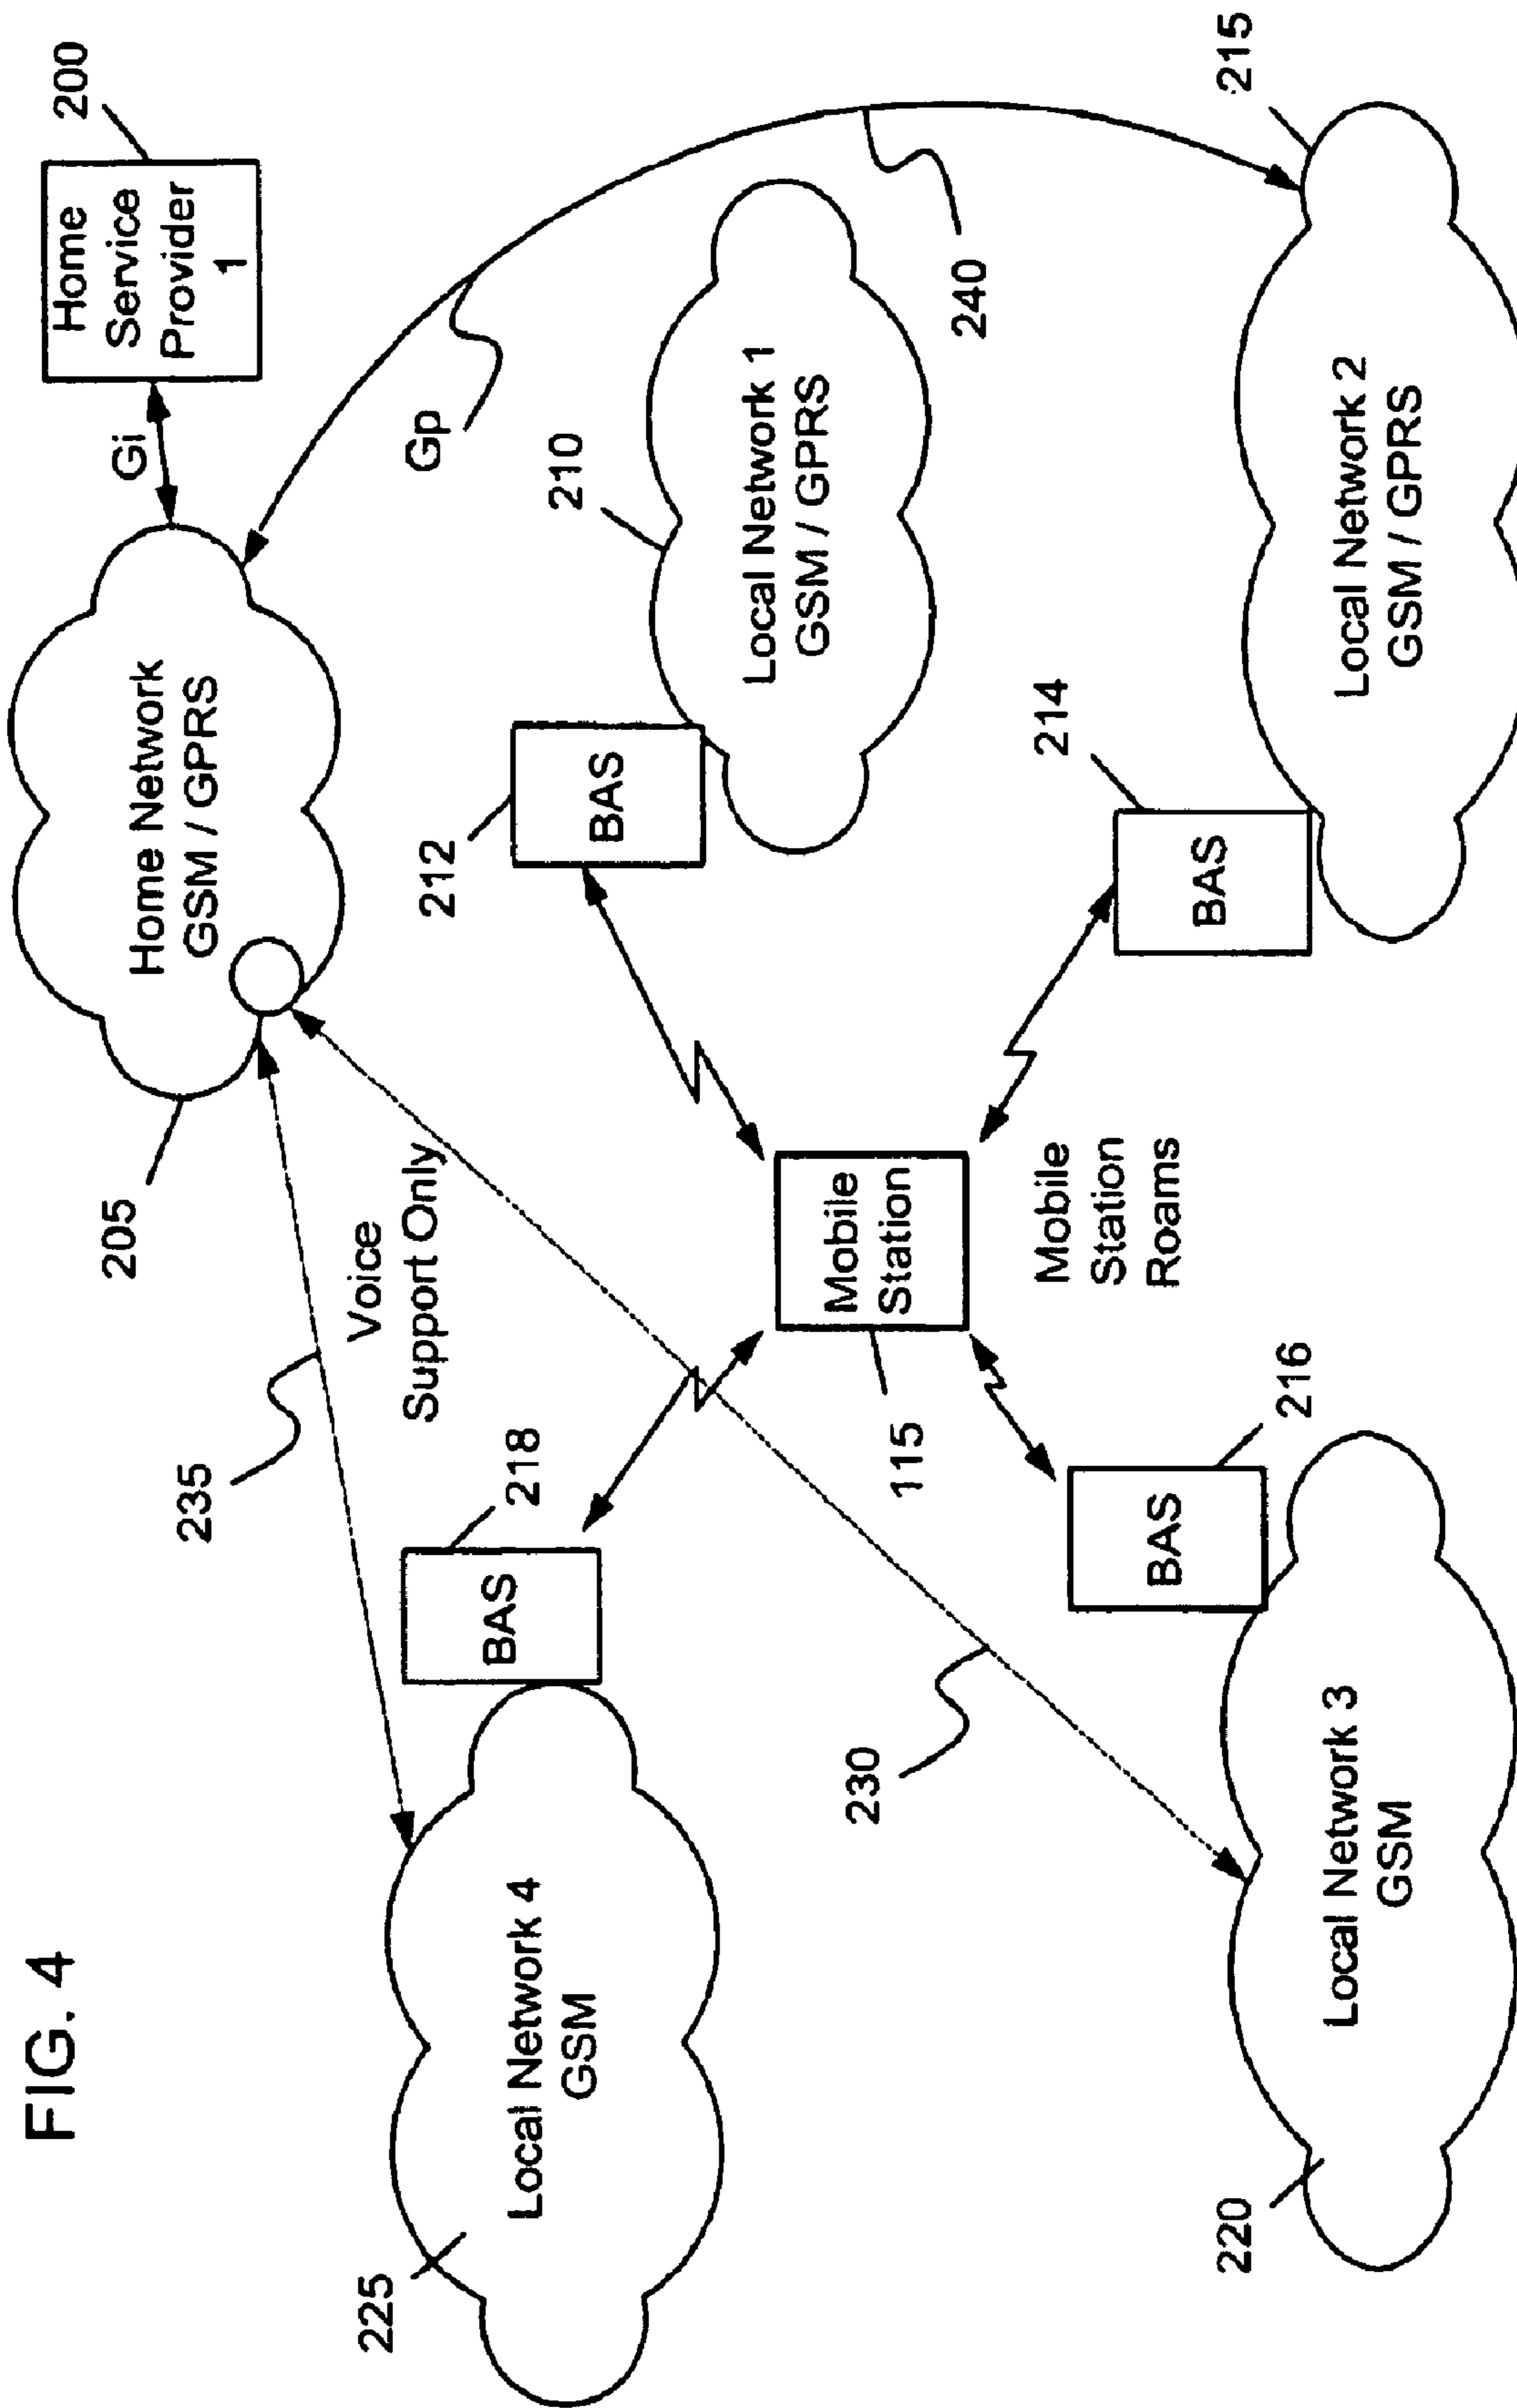 FIG. 4
Home
Service
Provider
1
200
Gi
Home Network
GSM / GPRS
205
235
Voice
Support Only
Gp
225
Local Network 4
GSM
BAS
218
212
BAS
210
Local Network 1
GSM / GPRS
240
Mobile
Station
115
Mobile
Station
Roams
230
220
Local Network 3
GSM
BAS
216
214
BAS
215
Local Network 2
GSM / GPRS